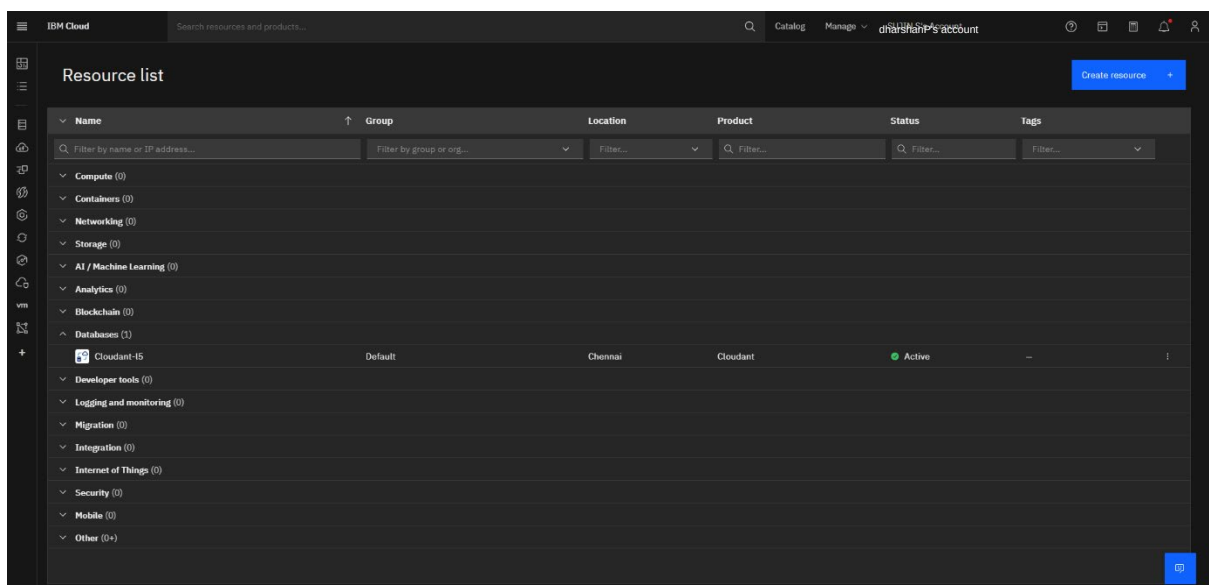 IBM Cloud Search resources and products... Catalog Manage dharshanP's account
Resource list
Create resource +
Name Group Location Product Status Tags
Filter by name or IP address... Filter by group or org... Filter... Filter... Filter... Filter...
Compute (0)
Containers (0)
Networking (0)
Storage (0)
AI / Machine Learning (0)
Analytics (0)
Blockchain (0)
vm
Databases (1)
Cloudant-l5 Default Chennai Cloudant Active –
Developer tools (0)
Logging and monitoring (0)
Migration (0)
Integration (0)
Internet of Things (0)
Security (0)
Mobile (0)
Other (0+)